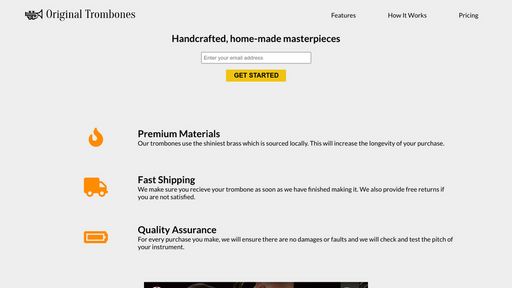 Original Trombones
Features
How It Works
Pricing
Handcrafted, home-made masterpieces
Enter your email address
GET STARTED
Premium Materials
Our trombones use the shiniest brass which is sourced locally. This will increase the longevity of your purchase.
Fast Shipping
We make sure you recieve your trombone as soon as we have finished making it. We also provide free returns if
you are not satisfied.
Quality Assurance
For every purchase you make, we will ensure there are no damages or faults and we will check and test the pitch of
your instrument.